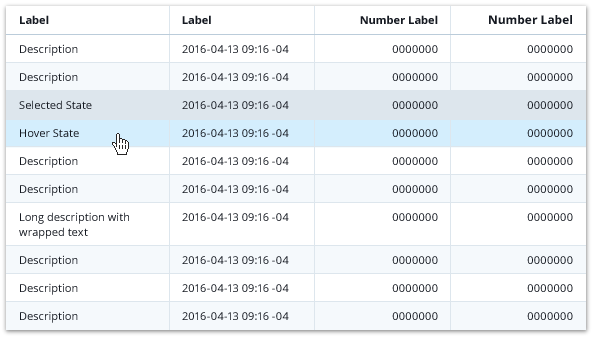 Label Label Number Label Number Label
Description 2016-04-13 09:16 -04 0000000 0000000
Description 2016-04-13 09:16 -04 0000000 0000000
Selected State 2016-04-13 09:16 -04 0000000 0000000
Hover State 2016-04-13 09:16 -04 0000000 0000000
Description 2016-04-13 09:16 -04 0000000 0000000
Description 2016-04-13 09:16 -04 0000000 0000000
Long description with 2016-04-13 09:16 -04 0000000 0000000
wrapped text
Description 2016-04-13 09:16 -04 0000000 0000000
Description 2016-04-13 09:16 -04 0000000 0000000
Description 2016-04-13 09:16 -04 0000000 0000000